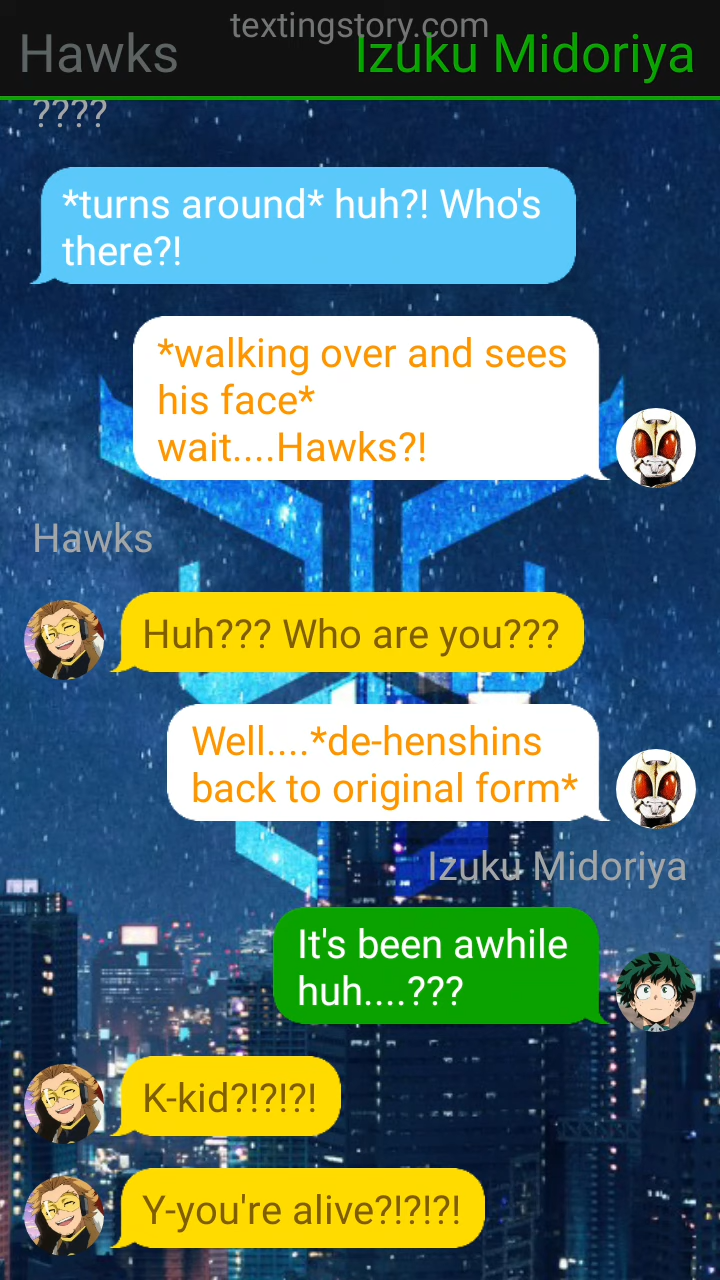 textingstory.com
Hawks
Izuku Midoriya
????
*turns around* huh?! Who's
there?!
*walking over and sees
his face*
wait....Hawks?!
Hawks
Huh??? Who are you???
Well....*de-henshins
back to original form*
Izuku Midoriya
It's been awhile
huh....???
K-kid?!?!?!
Y-you're alive?!?!?!